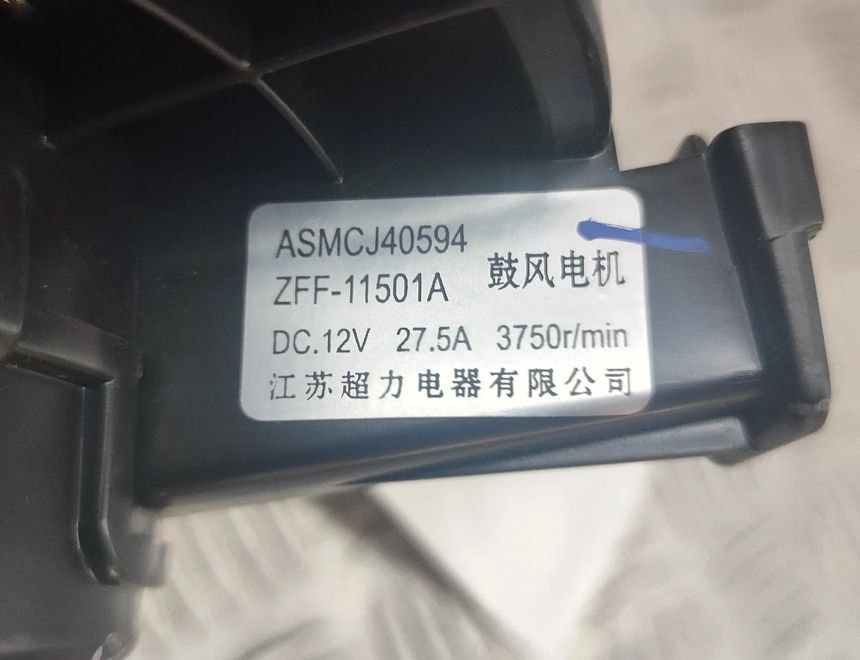 ASMCJ40594
ZFF-11501A
鼓风电机
DC.12V 27.5A 3750r/min
江苏超力电器有限公司